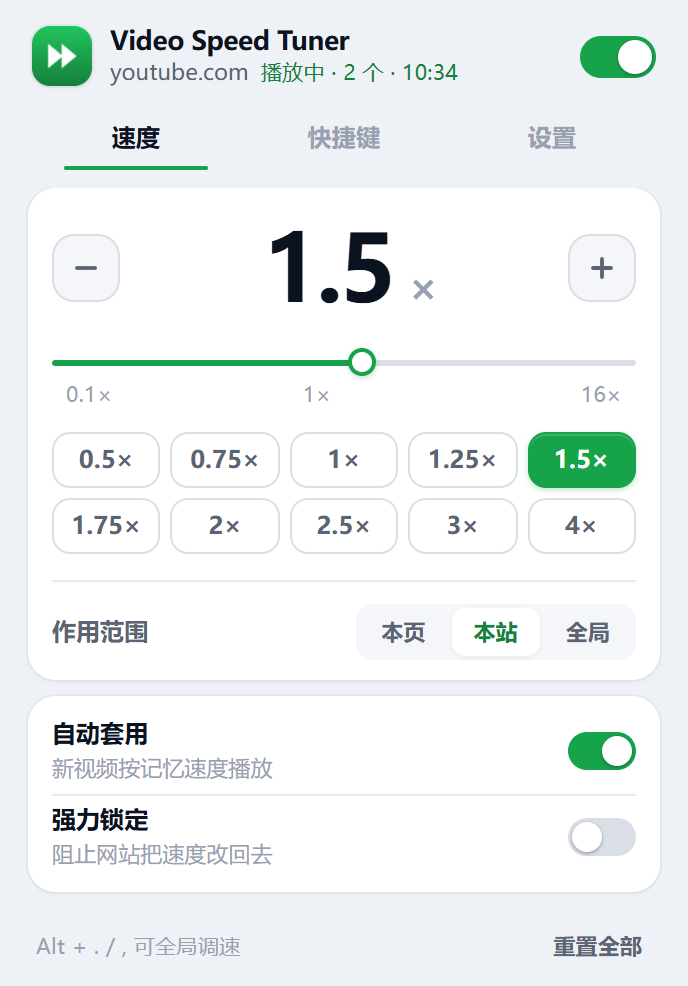 Video Speed Tuner
youtube.com 播放中 · 2 个 · 10:34
速度 快捷键 设置
− 1.5 × +
0.1× 1× 16×
0.5× 0.75× 1× 1.25× 1.5×
1.75× 2× 2.5× 3× 4×
作用范围 本页 本站 全局
自动套用
新视频按记忆速度播放
强力锁定
阻止网站把速度改回去
Alt + . / , 可全局调速 重置全部